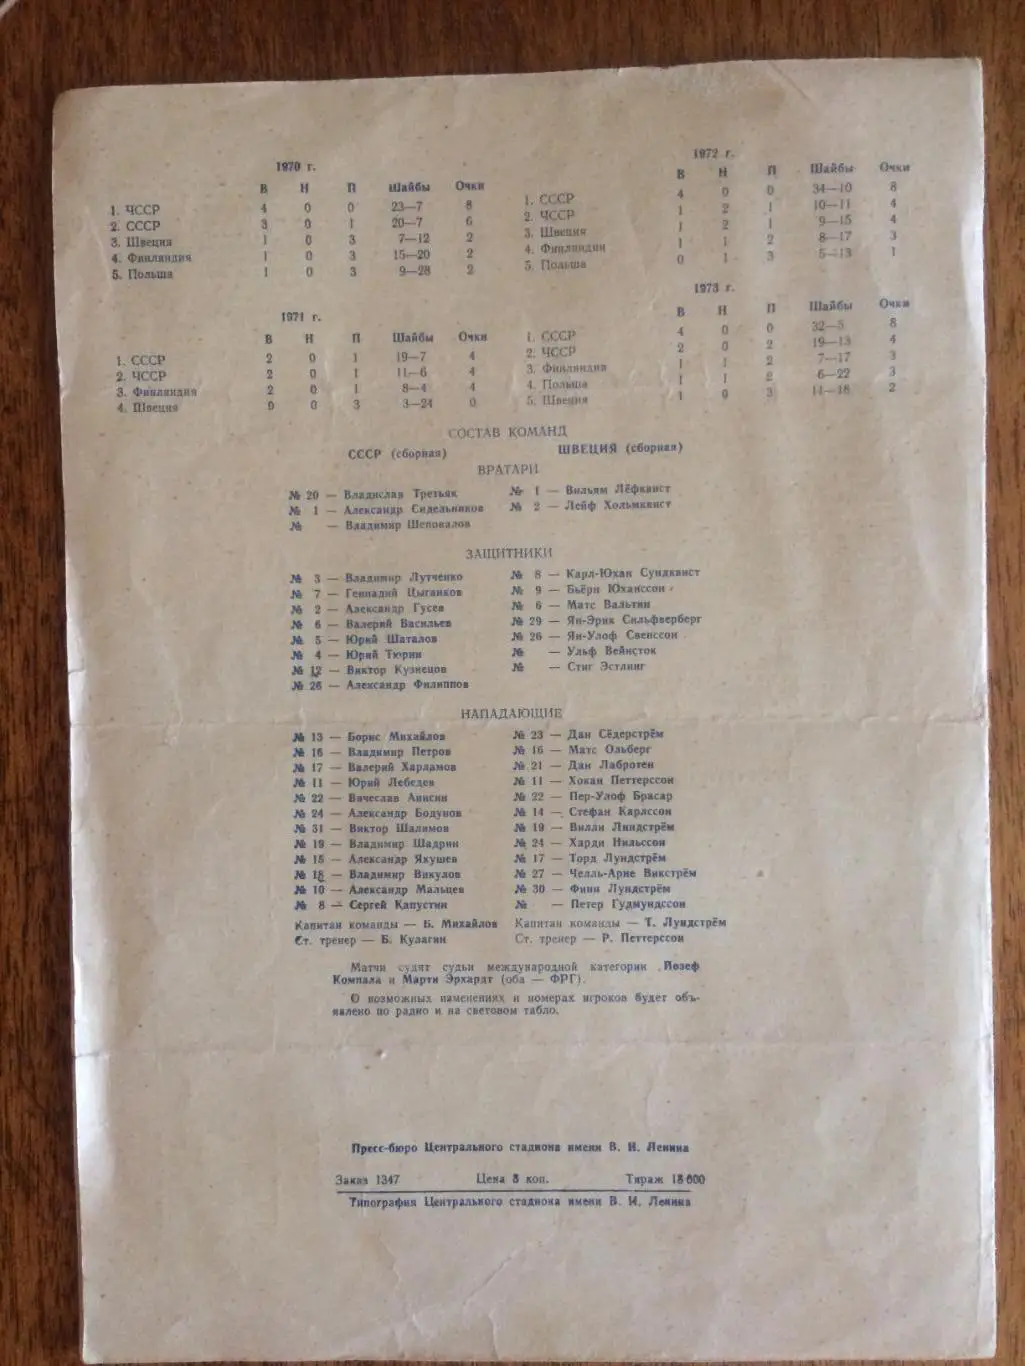 1970 г.
В Н П Шайбы Очки
1. ЧССР 4 0 0 23—7 8
2. СССР 3 0 1 20—7 6
3. Швеция 1 0 3 7—12 2
4. Финляндия 1 0 3 15—20 2
5. Польша 1 0 3 9—28 2
1971 г.
В Н П Шайбы Очки
1. СССР 2 0 1 19—7 4
2. ЧССР 2 0 1 11—6 4
3. Финляндия 2 0 1 8—4 4
4. Швеция 0 0 3 3—24 0
1972 г.
В Н П Шайбы Очки
1. СССР 4 0 0 34—10 8
2. ЧССР 1 2 1 10—11 4
3. Швеция 1 2 1 9—15 4
4. Финляндия 1 1 2 8—17 3
5. Польша 0 1 3 5—13 1
1973 г.
В Н П Шайбы Очки
1. СССР 4 0 0 8
2. ЧССР 2 0 2 19—13 4
3. Финляндия 1 1 2 7—17 3
4. Польша 1 1 2 6—22 3
5. Швеция 1 0 3 2
СОСТАВ КОМАНД
СССР (сборная) ШВЕЦИЯ (сборная)
ВРАТАРИ
№ 20 — Владислав Третьяк № 1 — Вильям Лёфквист
№ 1 — Александр Сидельников № 2 — Лейф Хольмквист
№ — Владимир Шеповалов
ЗАЩИТНИКИ
№ 3 — Владимир Лутченко № 8 — Карл-Юхан Сундквист
№ 7 — Геннадий Цыганков № 9 — Бьёрн Юханссон
№ 2 — Александр Гусев № 6 — Матс Вальтин
№ 6 — Валерий Васильев № 29 — Ян-Эрик Сильфверберг
№ 5 — Юрий Шаталов № 26 — Ян-Улоф Свенссон
№ 4 — Юрий Тюрин № — Ульф Вейнсток
№ 12 — Виктор Кузнецов № — Стиг Эстлинг
№ 26 — Александр Филиппов
НАПАДАЮЩИЕ
№ 13 — Борис Михайлов № 23 — Дан Сёдерстрём
№ 16 — Владимир Петров № 16 — Матс Ольберг
№ 17 — Валерий Харламов № 21 — Дан Лабротен
№ 11 — Юрий Лебедев № 11 — Хокан Петтерссон
№ 22 — Вячеслав Анисин № 22 — Пер-Улоф Брасар
№ 24 — Александр Бодунов № 14 — Стефан Карлссон
№ 31 — Виктор Шалимов № 19 — Вилли Линдстрём
№ 19 — Владимир Шадрин № 24 — Харди Нильссон
№ 15 — Александр Якушев № 17 — Торд Лундстрём
№ 18 — Владимир Викулов № 27 — Челль-Арне Викстрём
№ 10 — Александр Мальцев № 30 — Финн Лундстрём
№ 8 — Сергей Капустин № — Петер Гудмундссон
Капитан команды — Б. Михайлов Капитан команды — Т. Лундстрём
Ст. тренер — Б. Кулагин Ст. тренер — Р. Петтерссон
Матчи судят судьи международной категории Йозеф
Компала и Марти Эрхардт (оба — ФРГ).
О возможных изменениях и номерах игроков будет объ-
явлено по радио и на световом табло.
Пресс-бюро Центрального стадиона имени В. И. Ленина
Заказ 1347 Цена 3 коп. Тираж 18 000
Типография Центрального стадиона имени В. И. Ленина